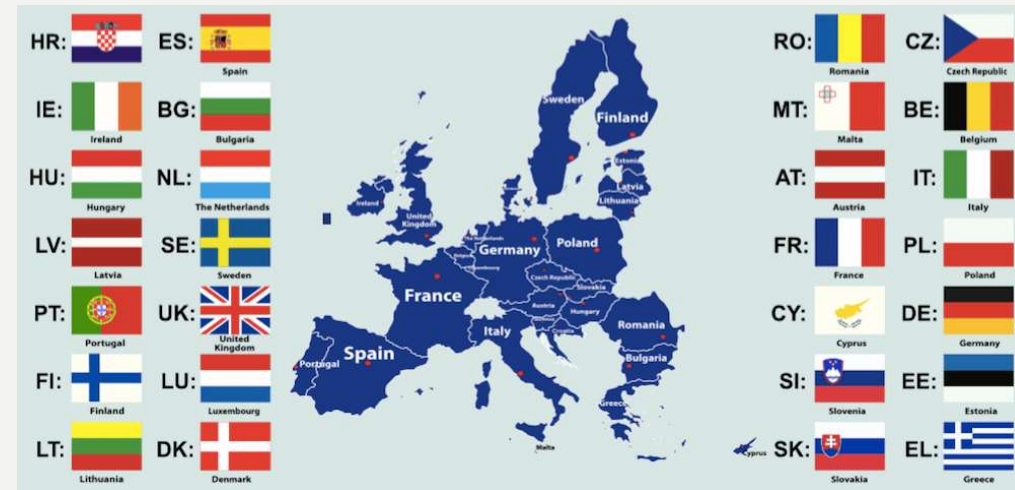 HR: ES:
Spain
IE: BG:
Ireland Bulgaria
HU: NL:
Hungary The Netherlands
LV: SE:
Latvia Sweden
PT: UK:
Portugal United
Kingdom
FI: LU:
Finland Luxembourg
LT: DK:
Lithuania Denmark
Sweden
Finland
Estonia
Latvia
Lithuania
Ireland
United
Kingdom
The Netherlands
Germany
Poland
Czech Republic
Slovakia
France
Austria
Hungary
Croatia
Italy
Romania
Portugal
Spain
Bulgaria
Greece
Malta
Cyprus
RO: CZ:
Romania Czech Republic
MT: BE:
Malta Belgium
AT: IT:
Austria Italy
FR: PL:
France Poland
CY: DE:
Cyprus Germany
SI: EE:
Slovenia Estonia
SK: EL:
Slovakia Greece